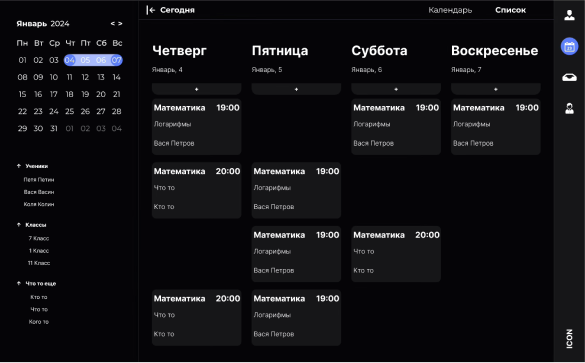 Январь 2024 < >
Пн Вт Ср Чт Пт Сб Вс
01 02 03 04 05 06 07
08 09 10 11 12 13 14
15 16 17 18 19 20 21
22 23 24 25 26 27 28
29 30 31 01 02 03 04
↑ Ученики
Петя Петин
Вася Васин
Коля Колин
↑ Классы
7 Класс
1 Класс
11 Класс
↑ Что то еще
Кто то
Что то
Кого то
|← Сегодня
Календарь Список
Четверг Пятница Суббота Воскресенье
Январь, 4 Январь, 5 Январь, 6 Январь, 7
+ + + +
Математика 19:00 Математика 19:00 Математика 19:00
Логарифмы Логарифмы Логарифмы
Вася Петров Вася Петров Вася Петров
Математика 20:00 Математика 19:00
Что то Логарифмы
Кто то Вася Петров
Математика 19:00 Математика 20:00
Логарифмы Что то
Вася Петров Кто то
Математика 20:00 Математика 19:00
Что то Логарифмы
Кто то Вася Петров
ICON